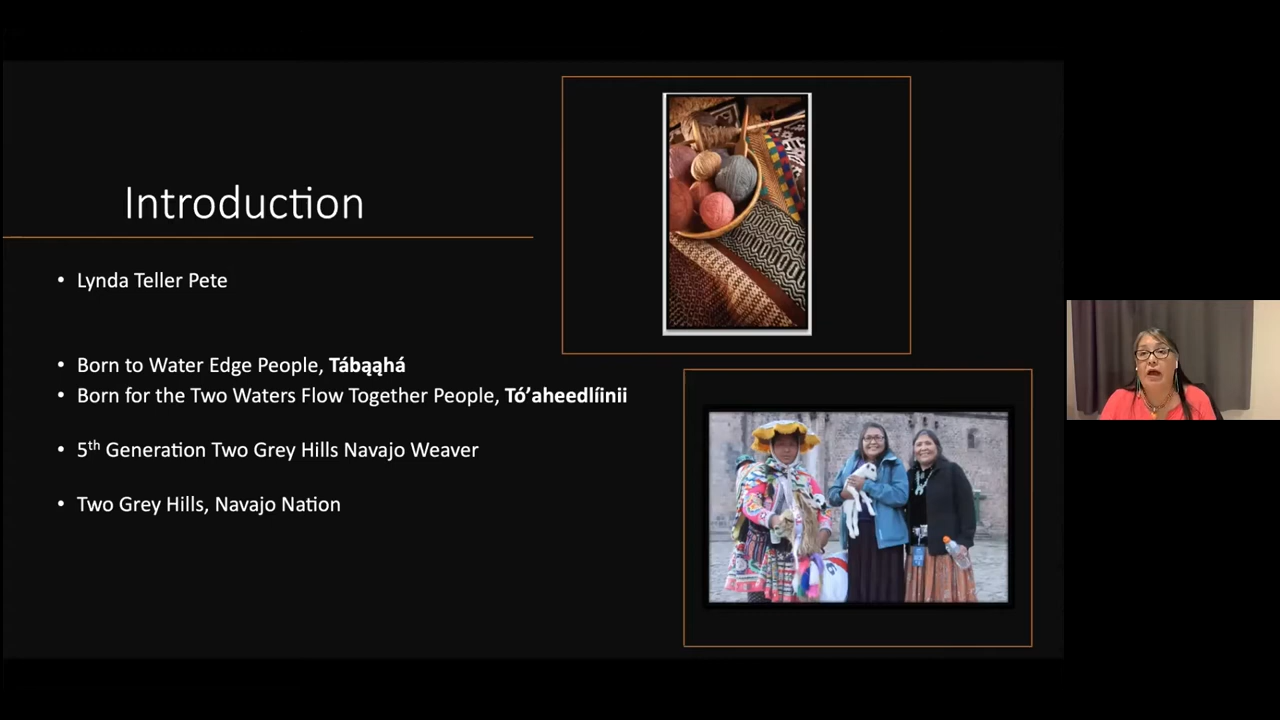 Introduction
• Lynda Teller Pete
• Born to Water Edge People, Tábąąhá
• Born for the Two Waters Flow Together People, Tó’aheedlíinii
• 5th Generation Two Grey Hills Navajo Weaver
• Two Grey Hills, Navajo Nation